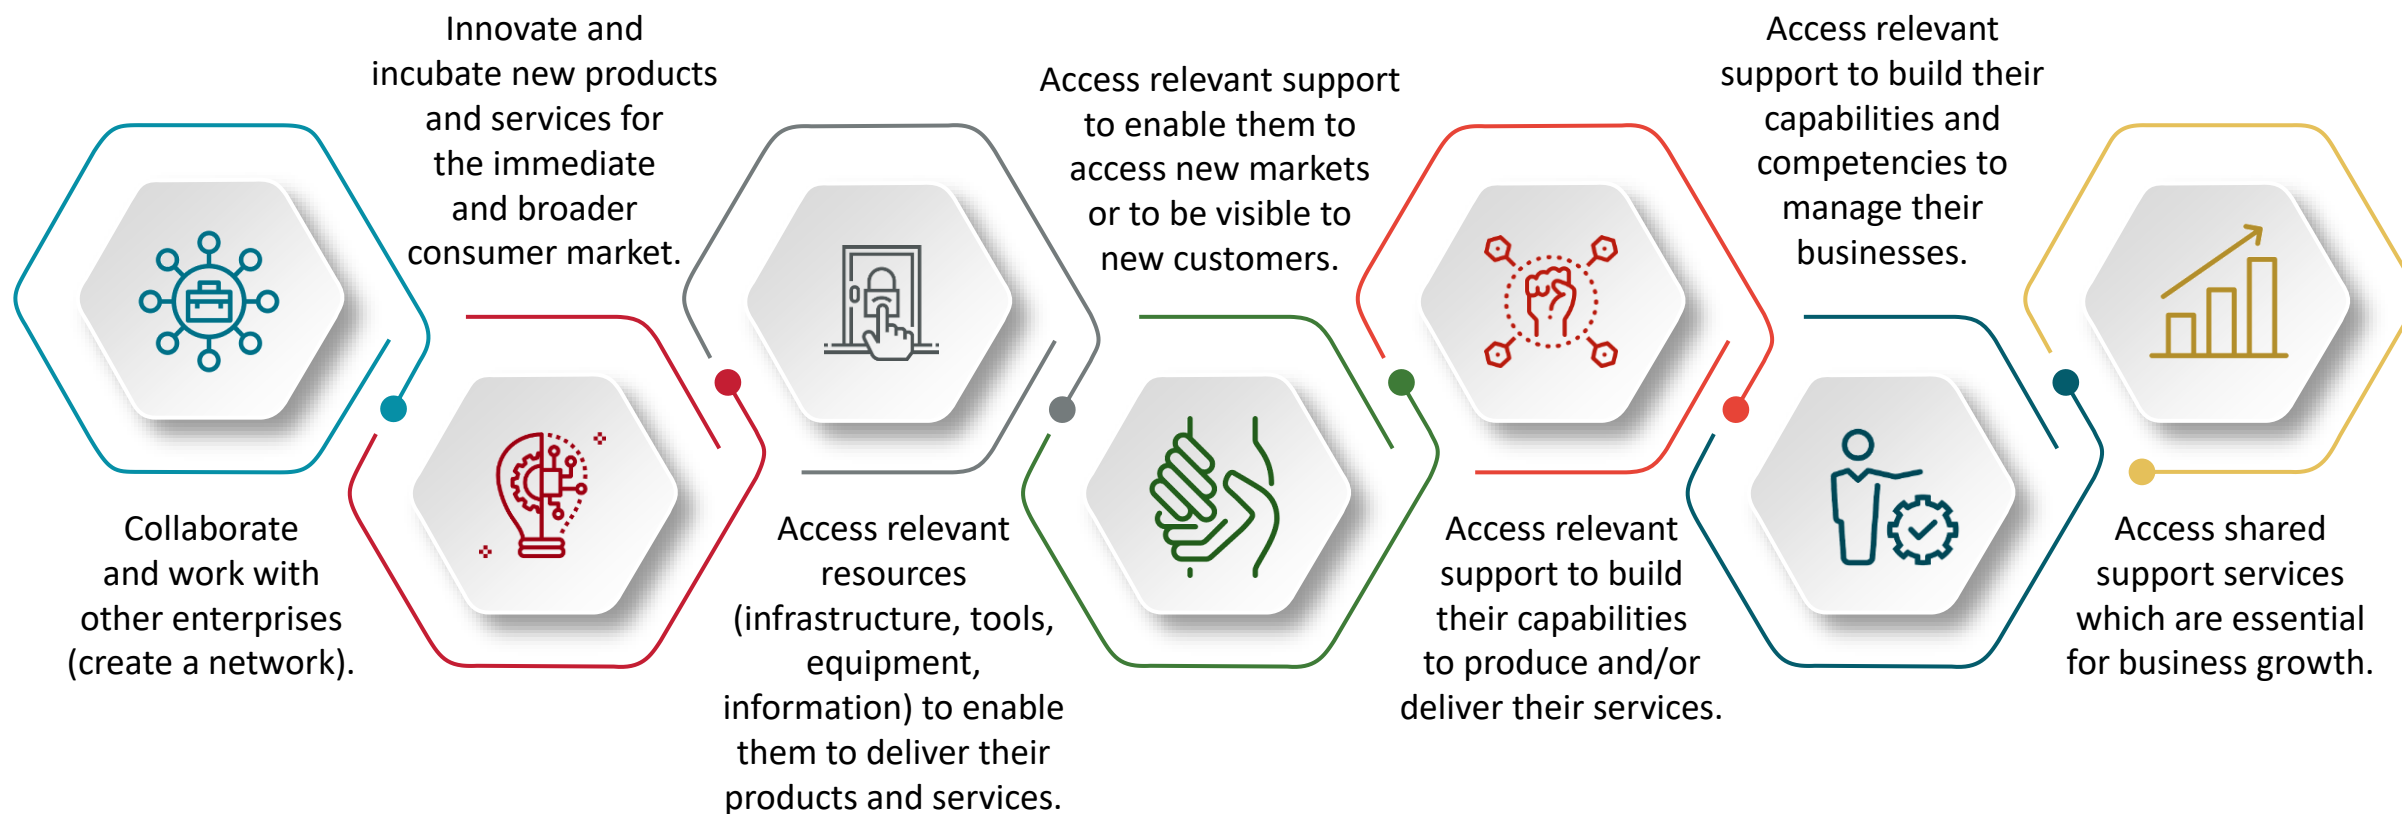 Collaborate
and work with
other enterprises
(create a network).
Innovate and
incubate new products
and services for
the immediate
and broader
consumer market.
Access relevant
resources
(infrastructure, tools,
equipment,
information) to enable
them to deliver their
products and services.
Access relevant support
to enable them to
access new markets
or to be visible to
new customers.
Access relevant
support to build
their capabilities
to produce and/or
deliver their services.
Access relevant
support to build their
capabilities and
competencies to
manage their
businesses.
Access shared
support services
which are essential
for business growth.